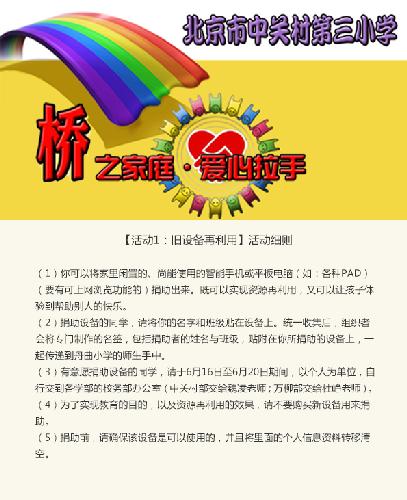 北京市中关村第三小学
桥之家庭·爱心拉手
【活动1：旧设备再利用】活动细则
（1）你可以将家里闲置的、尚能使用的智能手机或平板电脑（如：各种PAD）
（要有可上网浏览功能的）捐助出来。既可以实现资源再利用，又可以让孩子体
验到帮助别人的快乐。
（2）捐助设备的同学，请将你的名字和班级贴在设备上。统一收集后，组织者
会将专门制作的名签，包括捐助者的姓名与班级，贴附在你所捐助的设备上，一
起传递到舟曲小学的师生手中。
（3）有意愿捐助设备的同学，请于6月16日至6月20日期间，以个人为单位，自
行交到各学部的校务部办公室（中关村部交给魏凌老师；万柳部交给杜峥老师）。
（4）为了实现教育的目的，以及资源再利用的效果，请不要购买新设备用来捐
助。
（5）捐助前，请确保该设备是可以使用的，并且将里面的个人信息资料转移清
空。